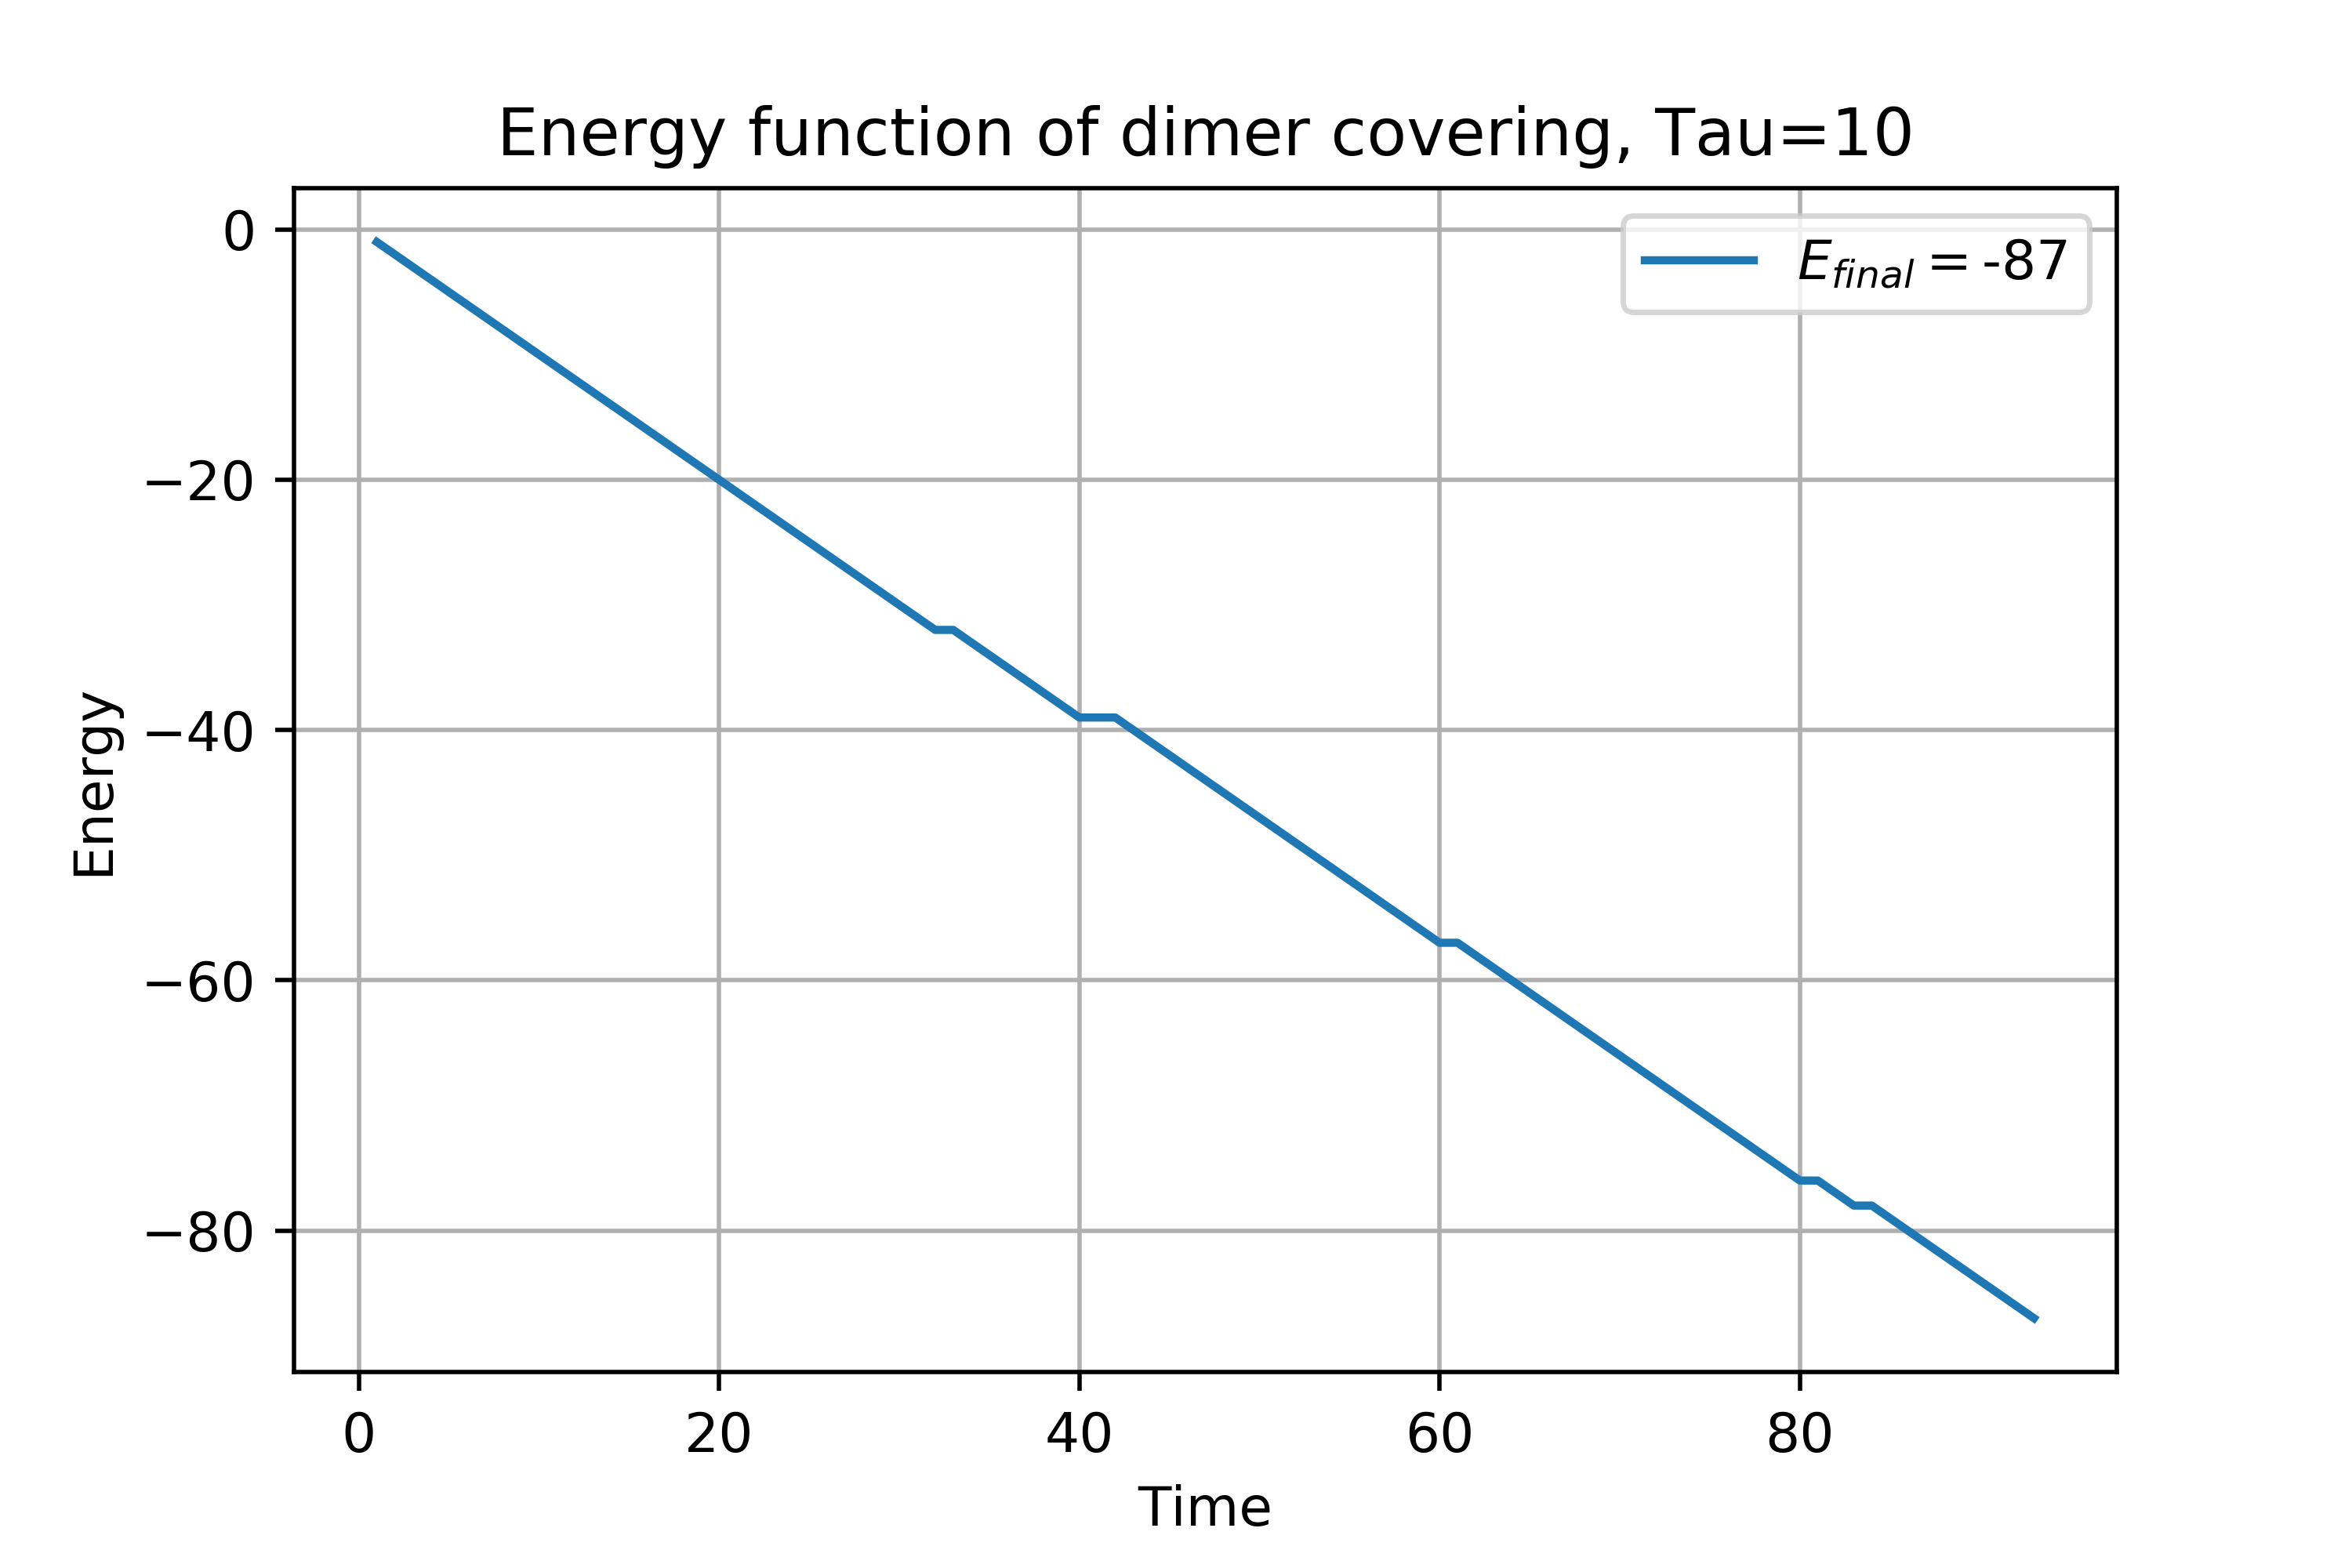 Energy function of dimer covering, Tau=10
E_final = -87
0
−20
−40
−60
−80
Energy
0 20 40 60 80
Time